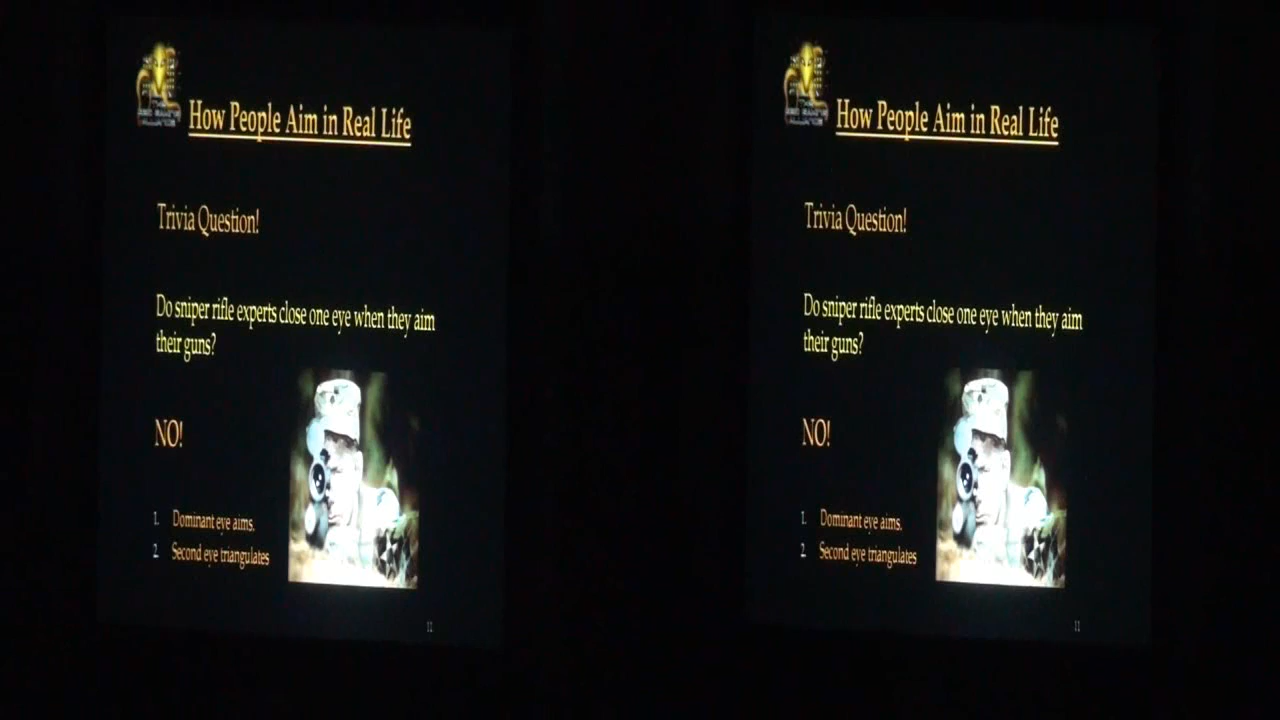 How People Aim in Real Life
Trivia Question!
Do sniper rifle experts close one eye when they aim
their guns?
NO!
1. Dominant eye aims.
2. Second eye triangulates
11
How People Aim in Real Life
Trivia Question!
Do sniper rifle experts close one eye when they aim
their guns?
NO!
1. Dominant eye aims.
2. Second eye triangulates
11